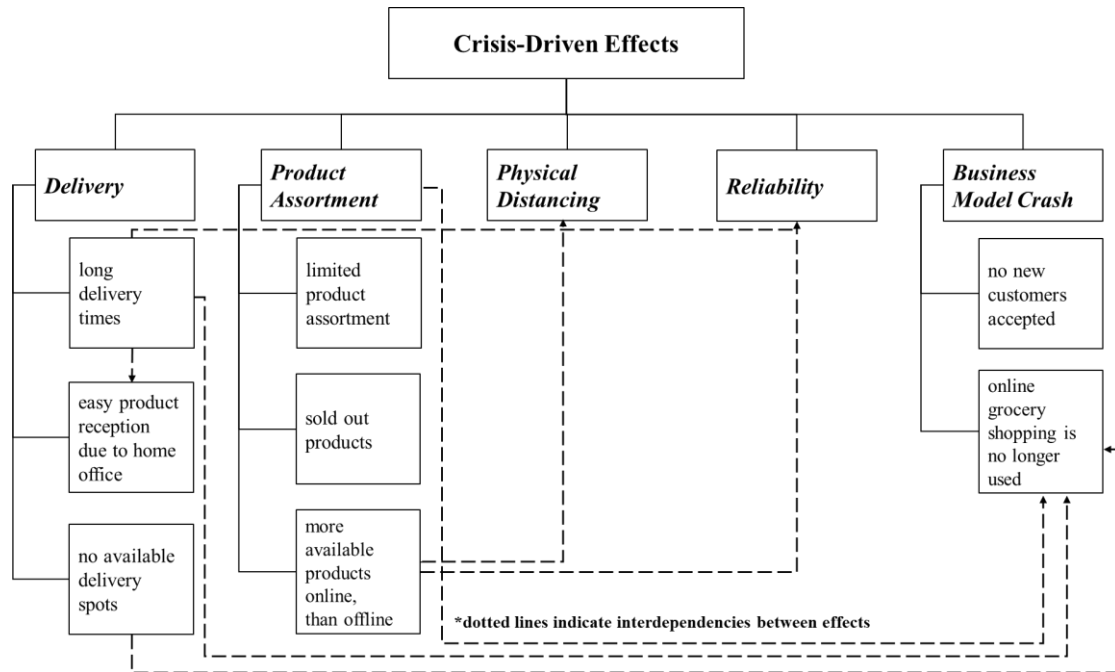 Crisis-Driven Effects
Delivery
Product
Assortment
Physical
Distancing
Reliability
Business
Model Crash
long
delivery
times
easy product
reception
due to home
office
no available
delivery
spots
limited
product
assortment
sold out
products
more
available
products
online,
than offline
no new
customers
accepted
online
grocery
shopping is
no longer
used
*dotted lines indicate interdependencies between effects